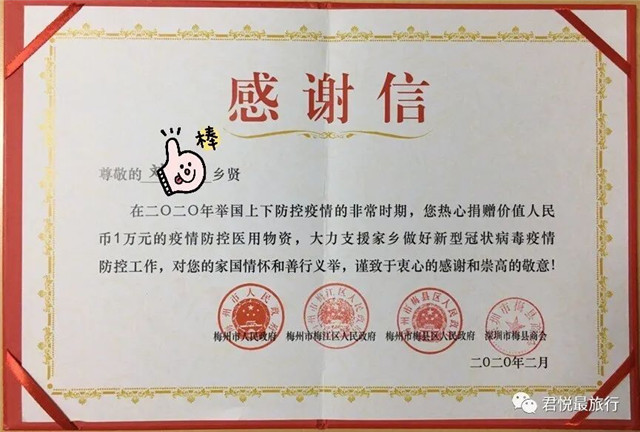 感谢信
棒
尊敬的 乡贤
在二〇二〇年举国上下防控疫情的非常时期，您热心捐赠价值人民
币1万元的疫情防控医用物资，大力支援家乡做好新型冠状病毒疫情
防控工作，对您的家国情怀和善行义举，谨致于衷心的感谢和崇高的敬意!
梅州市人民政府 梅州市梅江区人民政府 梅州市梅县区人民政府 深圳市梅县商会
二〇二〇年二月
君悦最旅行